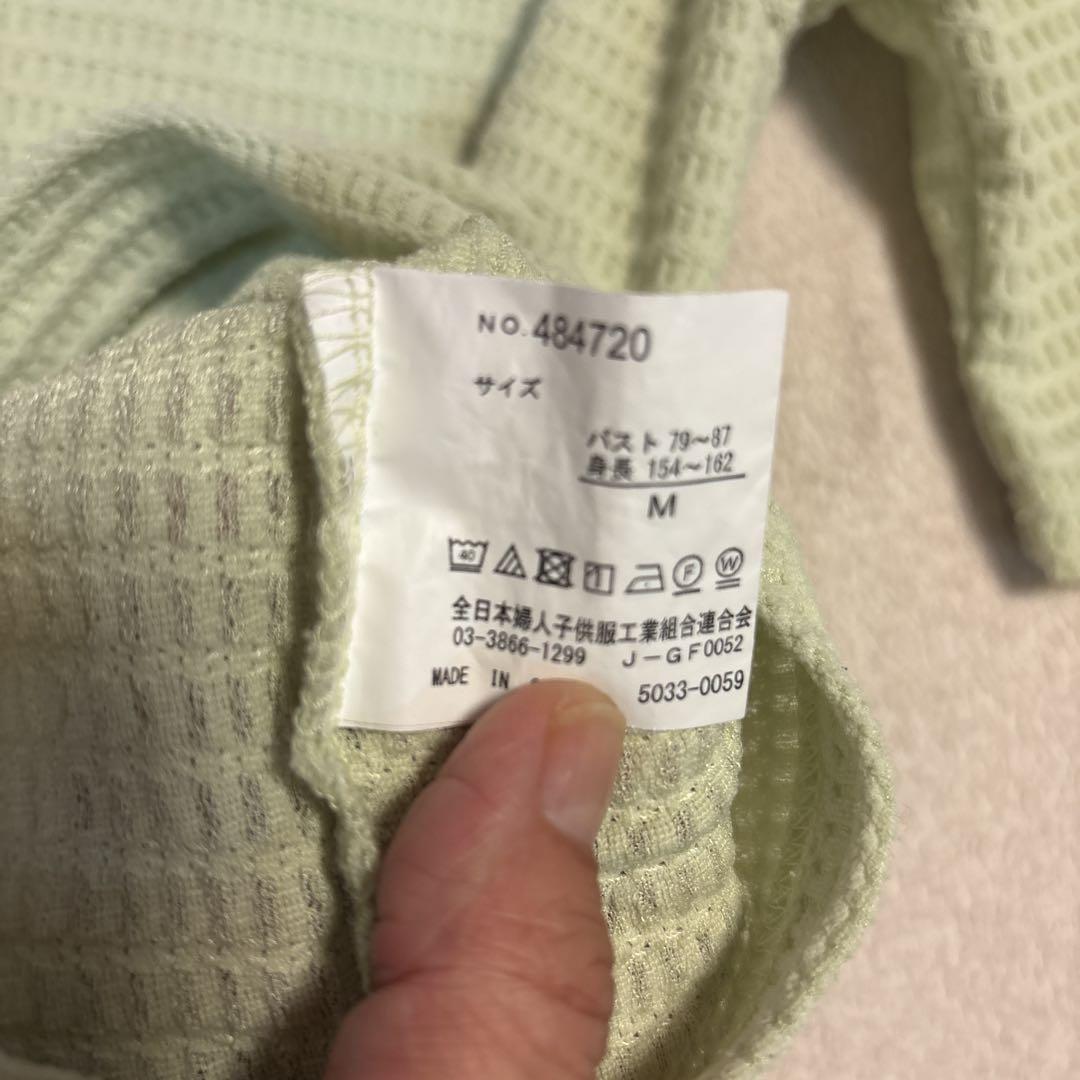 NO.484720
サイズ
バスト 79～87
身長 154～162
M
40
F
W
全日本婦人子供服工業組合連合会
03-3866-1299 J－GF0052
MADE IN
5033-0059